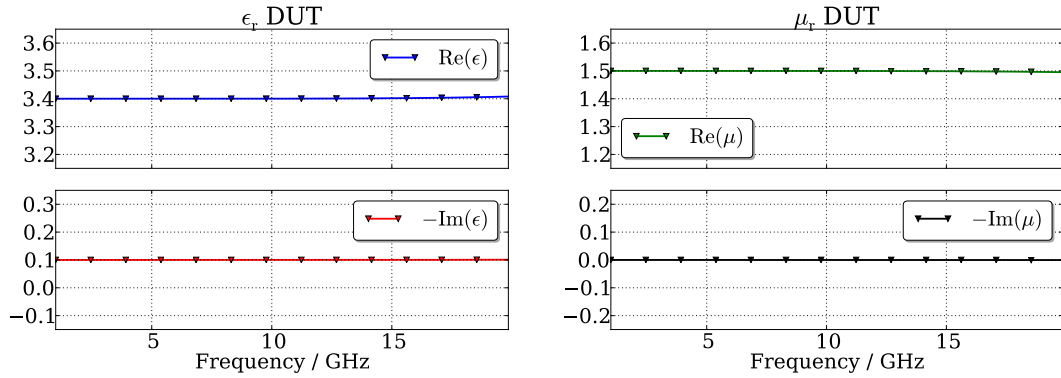 ϵr DUT
3.6
3.5
3.4
3.3
3.2
Re(ϵ)
0.3
0.2
0.1
0.0
−0.1
−Im(ϵ)
5 10 15
Frequency / GHz
μr DUT
1.6
1.5
1.4
1.3
1.2
Re(μ)
0.2
0.1
0.0
−0.1
−0.2
−Im(μ)
5 10 15
Frequency / GHz